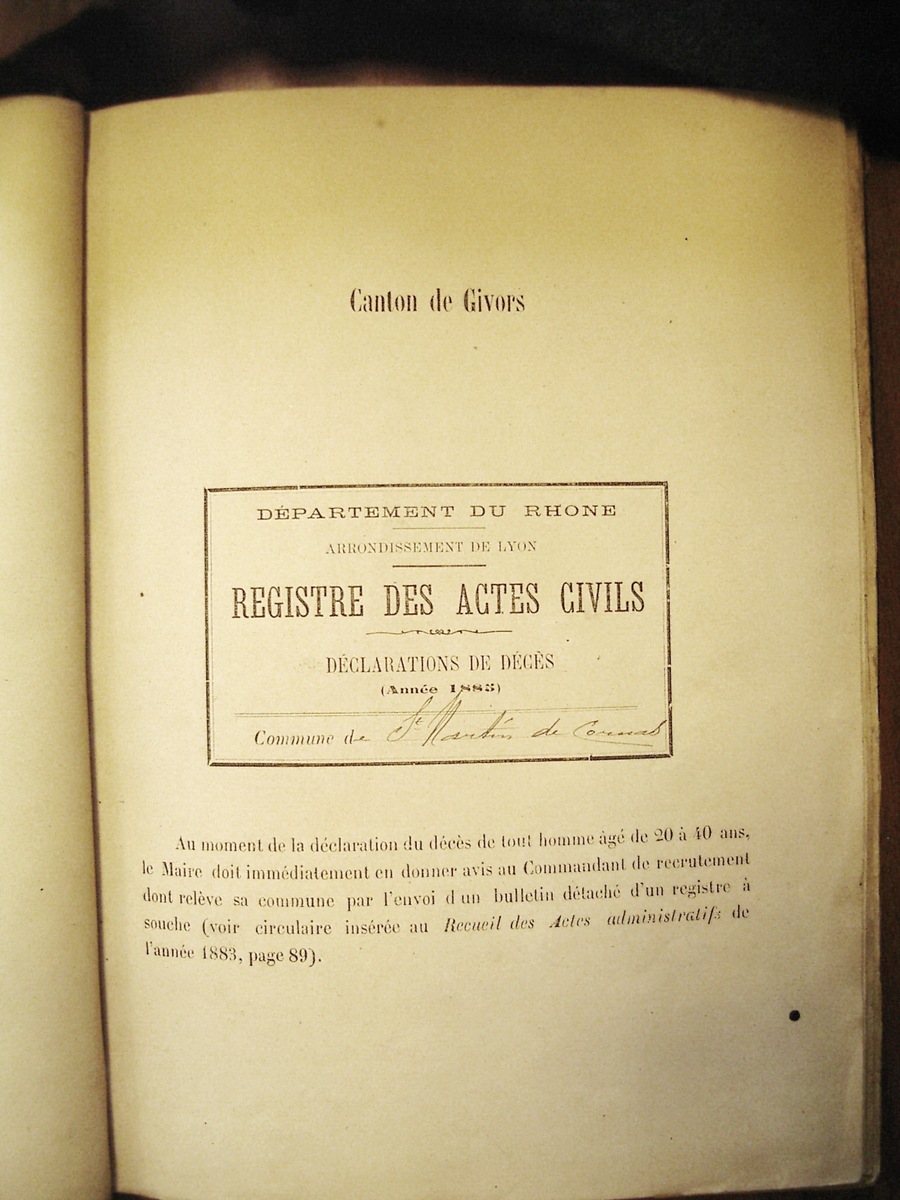 Canton de Givors
DÉPARTEMENT DU RHONE
ARRONDISSEMENT DE LYON
REGISTRE DES ACTES CIVILS
DÉCLARATIONS DE DÉCÈS
(Année 1885)
Commune de St Martin de Cornas
Au moment de la déclaration du décès de tout homme âgé de 20 à 40 ans,
le Maire doit immédiatement en donner avis au Commandant de recrutement
dont relève sa commune par l'envoi d'un bulletin détaché d'un registre à
souche (voir circulaire insérée au Recueil des Actes administratifs de
l'année 1883, page 89).